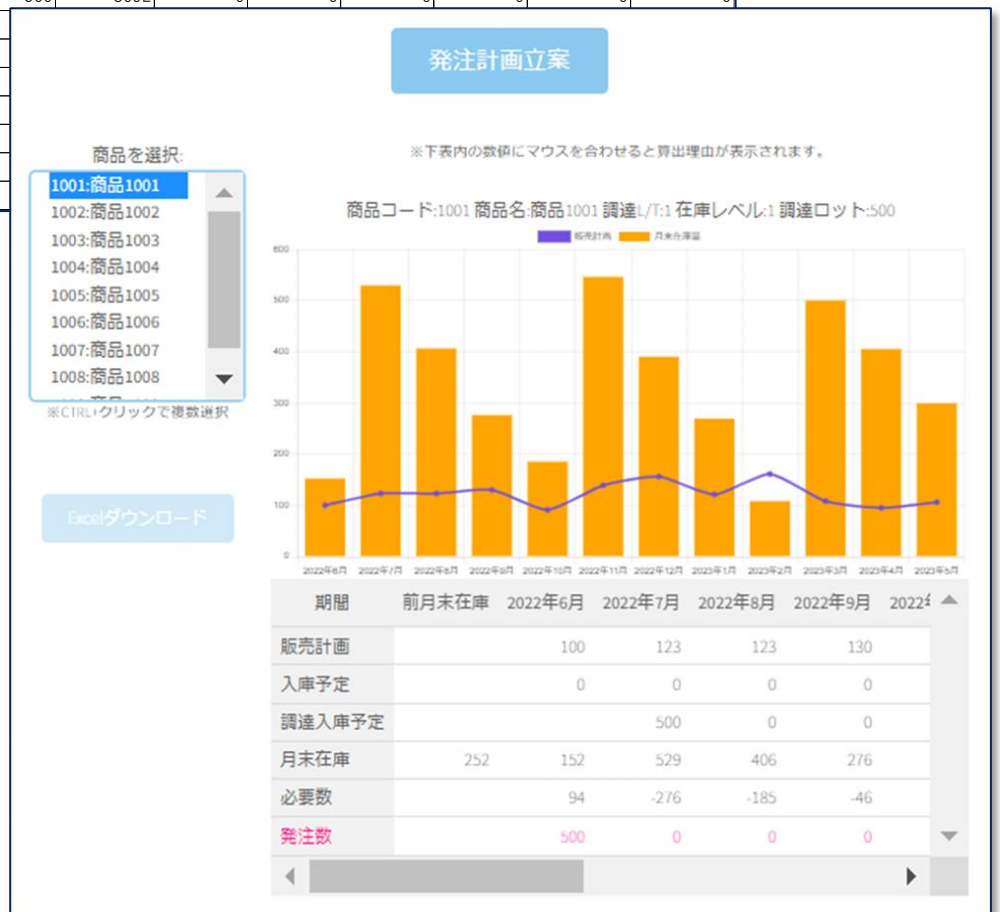 発注計画立案
商品を選択:
1001:商品1001
1002:商品1002
1003:商品1003
1004:商品1004
1005:商品1005
1006:商品1006
1007:商品1007
1008:商品1008
※CTRL+クリックで複数選択
Excelダウンロード
※下表内の数値にマウスを合わせると算出理由が表示されます。
商品コード:1001 商品名:商品1001 調達L/T:1 在庫レベル:1 調達ロット:500
販売計画 月末在庫量
600
500
400
300
200
100
0
2022年6月 2022年7月 2022年8月 2022年9月 2022年10月 2022年11月 2022年12月 2023年1月 2023年2月 2023年3月 2023年4月 2023年5月
期間 前月末在庫 2022年6月 2022年7月 2022年8月 2022年9月 2022
販売計画 100 123 123 130
入庫予定 0 0 0 0
調達入庫予定 500 0 0
月末在庫 252 152 529 406 276
必要数 94 -276 -185 -46
発注数 500 0 0 0